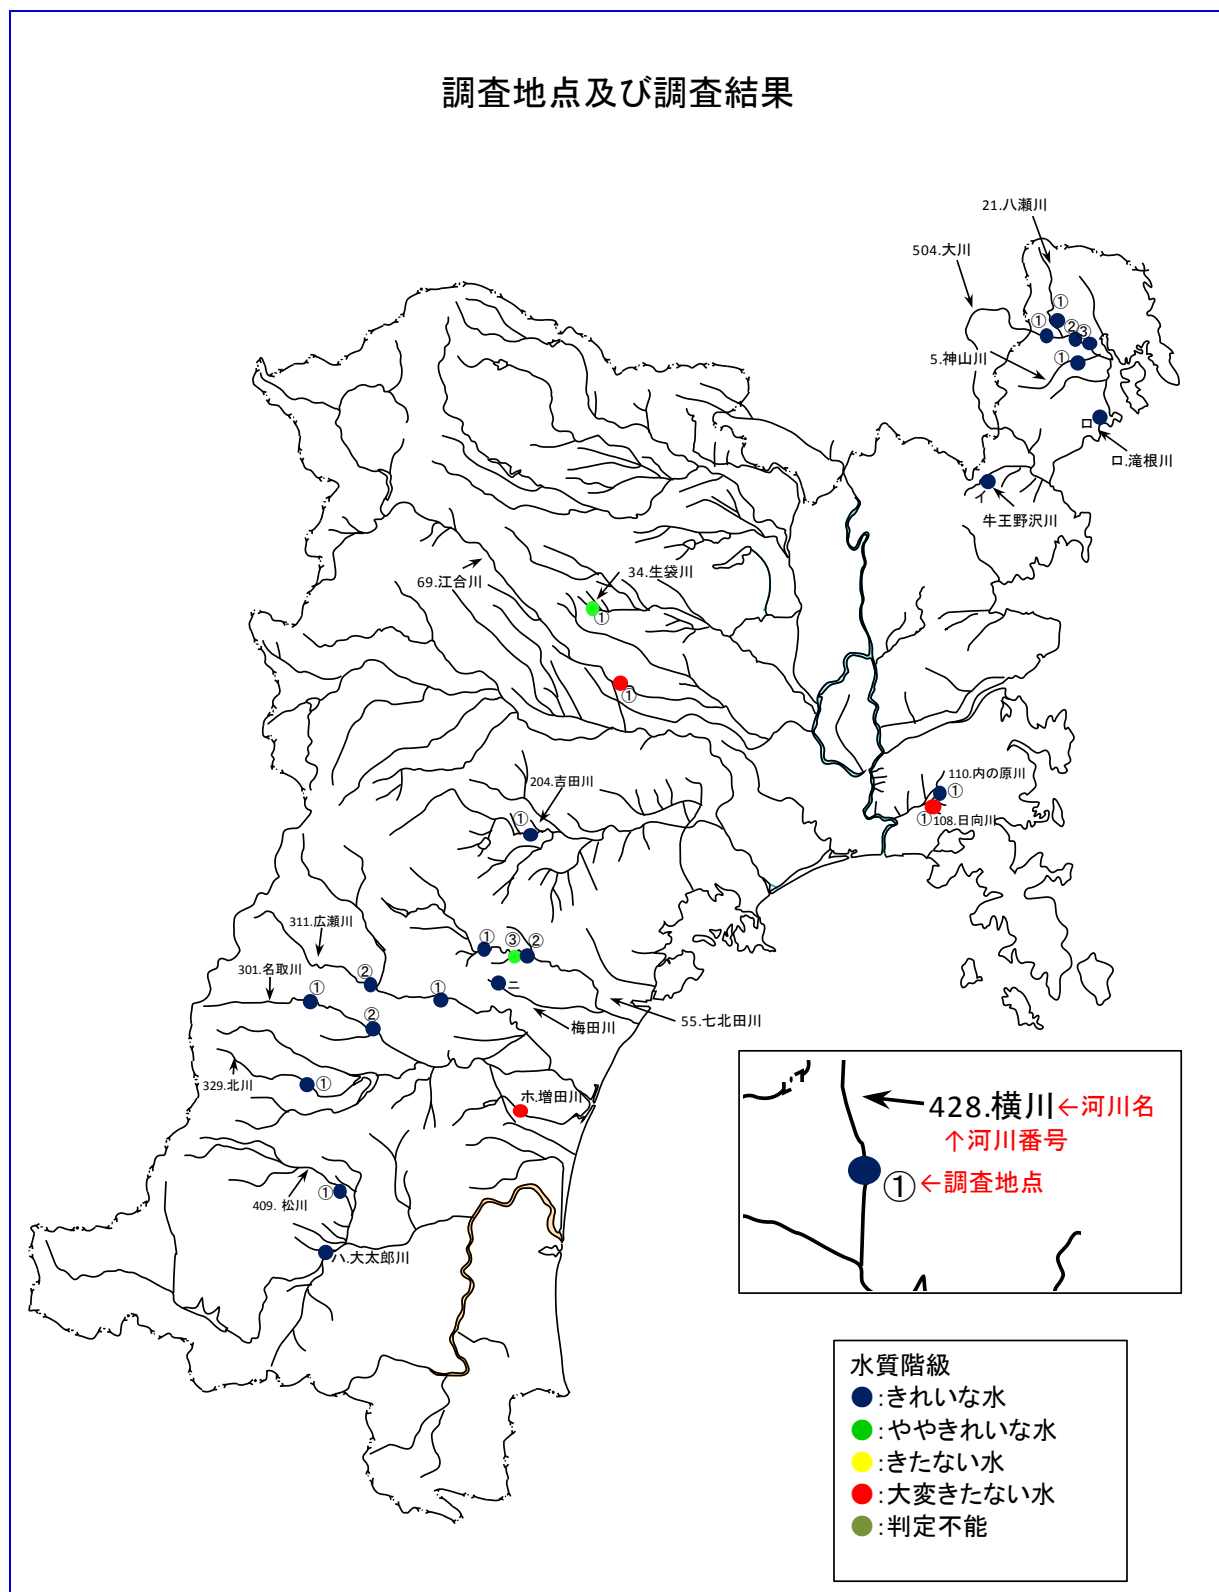 調査地点及び調査結果
21.八瀬川
504.大川
①
①
②
③
5.神山川
①
ロ
ロ.滝根川
牛王野沢川
34.生袋川
69.江合川
①
①
110.内の原川
①
①
108.日向川
204.吉田川
①
311.広瀬川
①
③
②
301.名取川
②
①
①
ニ
②
梅田川
55.七北田川
329.北川
①
ホ.増田川
409. 松川
①
ハ.大太郎川
428.横川←河川名
↑河川番号
①←調査地点
水質階級
:きれいな水
:ややきれいな水
:きたない水
:大変きたない水
:判定不能